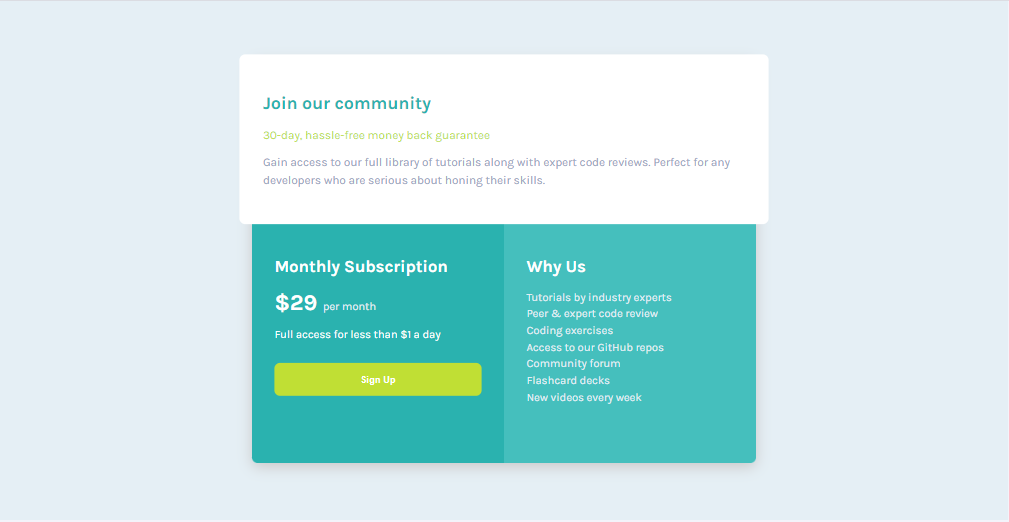 Join our community
30-day, hassle-free money back guarantee
Gain access to our full library of tutorials along with expert code reviews. Perfect for any
developers who are serious about honing their skills.
Monthly Subscription
$29 per month
Full access for less than $1 a day
Sign Up
Why Us
Tutorials by industry experts
Peer & expert code review
Coding exercises
Access to our GitHub repos
Community forum
Flashcard decks
New videos every week